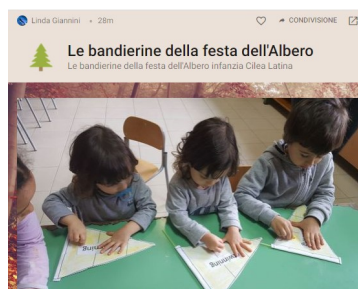 Linda Giannini • 28m
CONDIVISIONE
Le bandierine della festa dell'Albero
Le bandierine della festa dell'Albero infanzia Cilea Latina